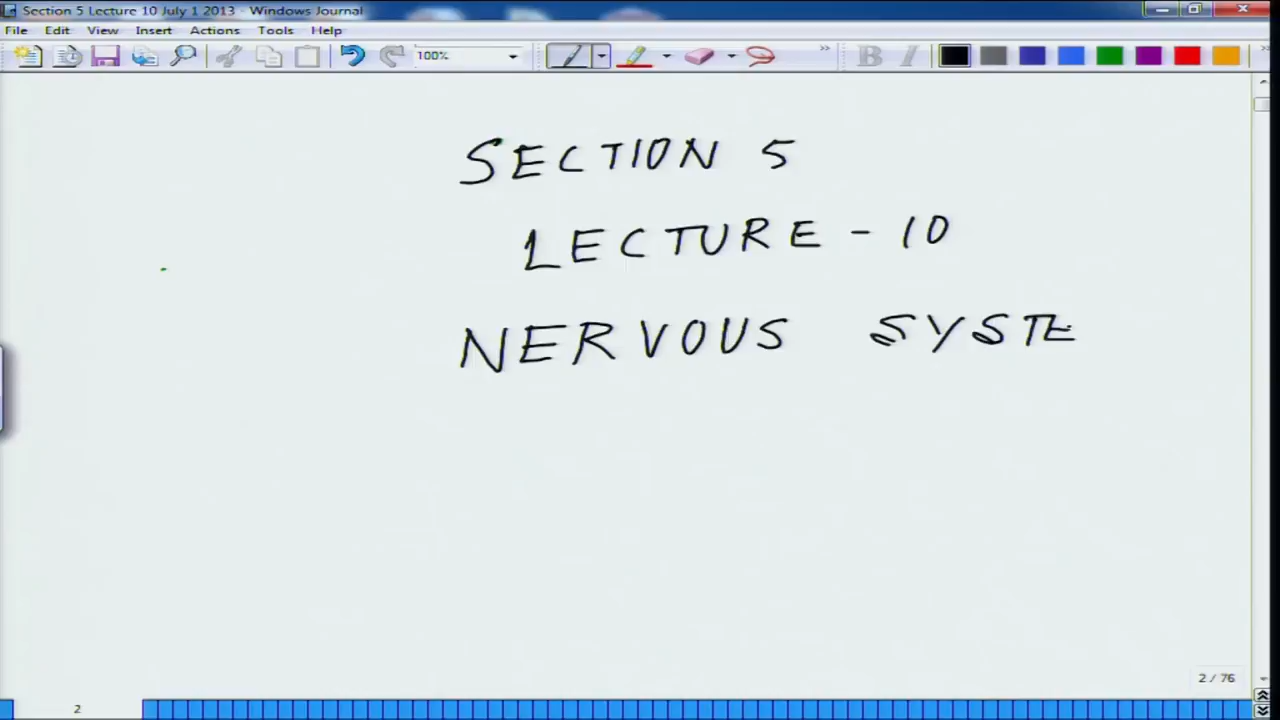 Section 5 Lecture 10 July 1 2013 - Windows Journal
File Edit View Insert Actions Tools Help
100%
B I
SECTION 5
LECTURE - 10
NERVOUS SYSTE
2 / 76
2